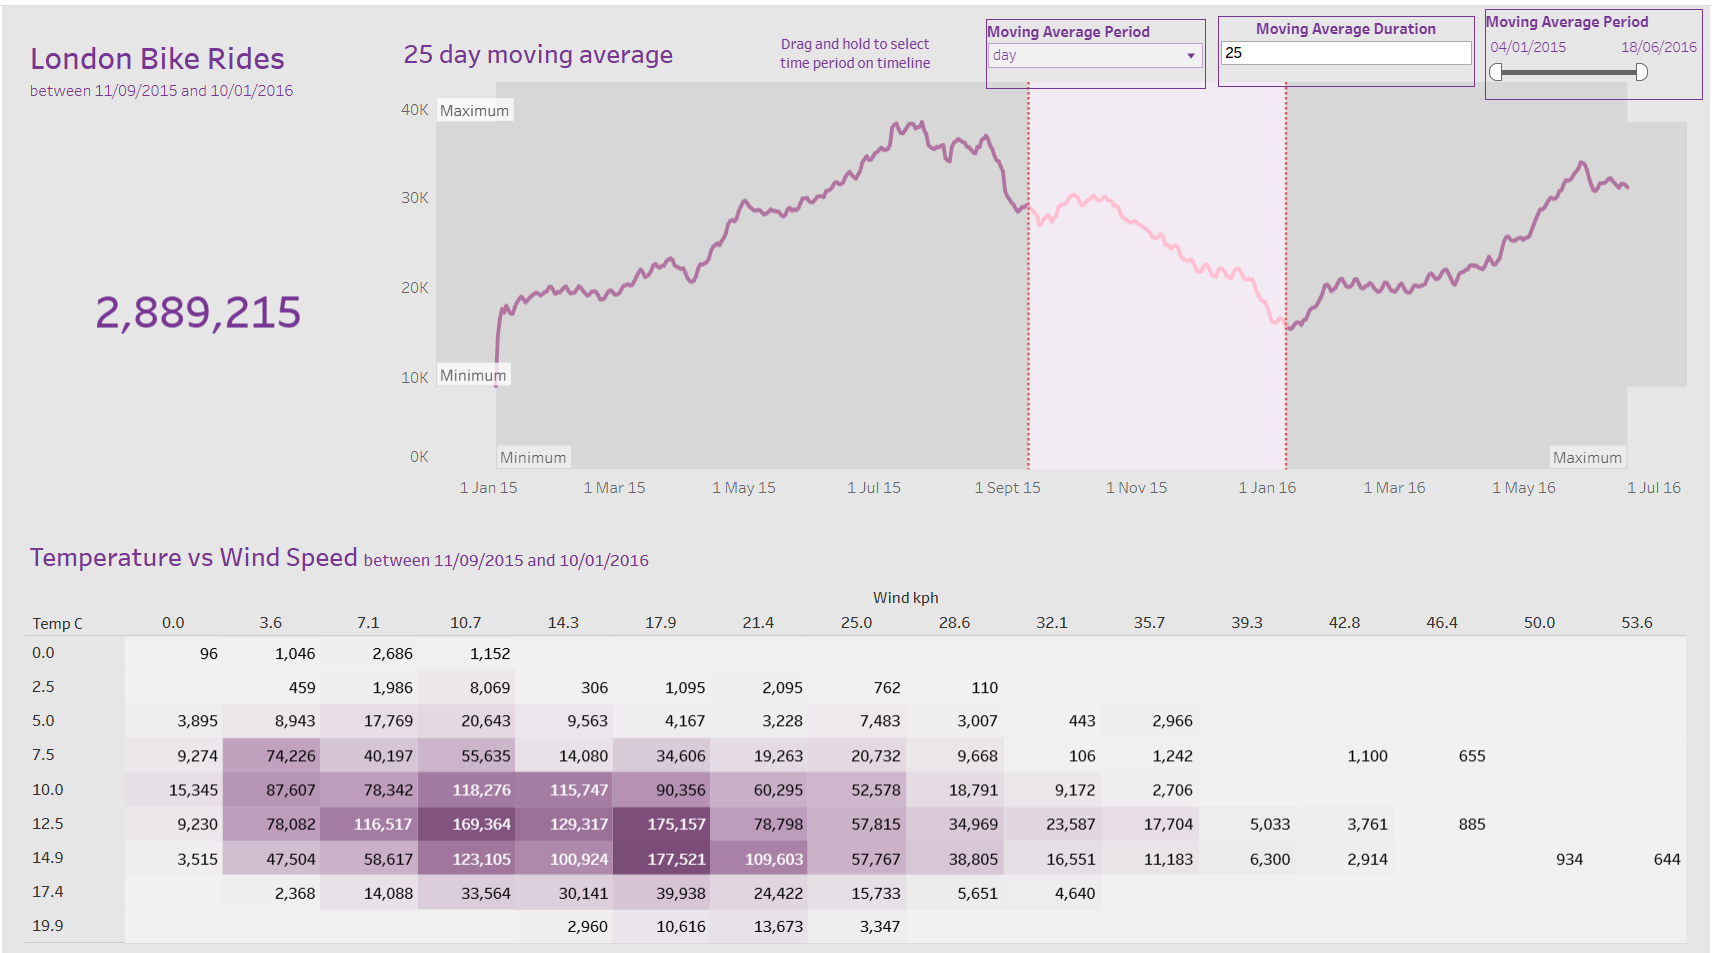 London Bike Rides
between 11/09/2015 and 10/01/2016
2,889,215
25 day moving average
Drag and hold to select
time period on timeline
Moving Average Period
day
Moving Average Duration
25
Moving Average Period
04/01/2015 18/06/2016
40K Maximum
30K
20K
10K Minimum
0K Minimum Maximum
1 Jan 15 1 Mar 15 1 May 15 1 Jul 15 1 Sept 15 1 Nov 15 1 Jan 16 1 Mar 16 1 May 16 1 Jul 16
Temperature vs Wind Speed between 11/09/2015 and 10/01/2016
Wind kph
Temp C 0.0 3.6 7.1 10.7 14.3 17.9 21.4 25.0 28.6 32.1 35.7 39.3 42.8 46.4 50.0 53.6
0.0 96 1,046 2,686 1,152
2.5 459 1,986 8,069 306 1,095 2,095 762 110
5.0 3,895 8,943 17,769 20,643 9,563 4,167 3,228 7,483 3,007 443 2,966
7.5 9,274 74,226 40,197 55,635 14,080 34,606 19,263 20,732 9,668 106 1,242 1,100 655
10.0 15,345 87,607 78,342 118,276 115,747 90,356 60,295 52,578 18,791 9,172 2,706
12.5 9,230 78,082 116,517 169,364 129,317 175,157 78,798 57,815 34,969 23,587 17,704 5,033 3,761 885
14.9 3,515 47,504 58,617 123,105 100,924 177,521 109,603 57,767 38,805 16,551 11,183 6,300 2,914 934 644
17.4 2,368 14,088 33,564 30,141 39,938 24,422 15,733 5,651 4,640
19.9 2,960 10,616 13,673 3,347